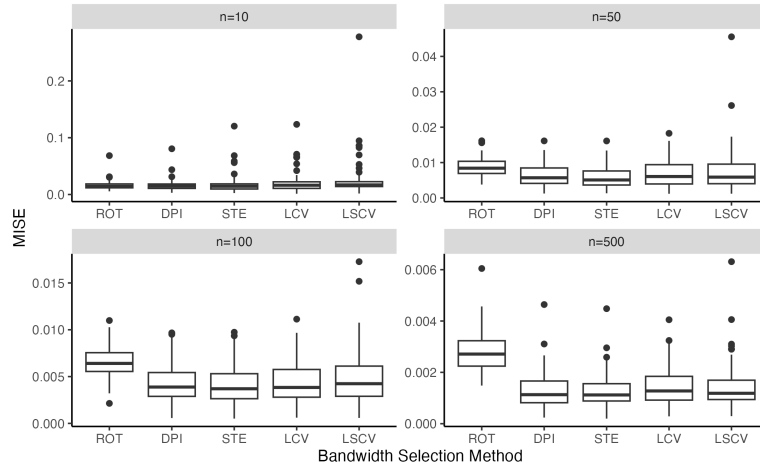 n=10
n=50
0.2
0.1
0.0
0.04
0.03
0.02
0.01
0.00
ROT DPI STE LCV LSCV
ROT DPI STE LCV LSCV
MISE
n=100
n=500
0.015
0.010
0.005
0.000
0.006
0.004
0.002
0.000
ROT DPI STE LCV LSCV
ROT DPI STE LCV LSCV
Bandwidth Selection Method